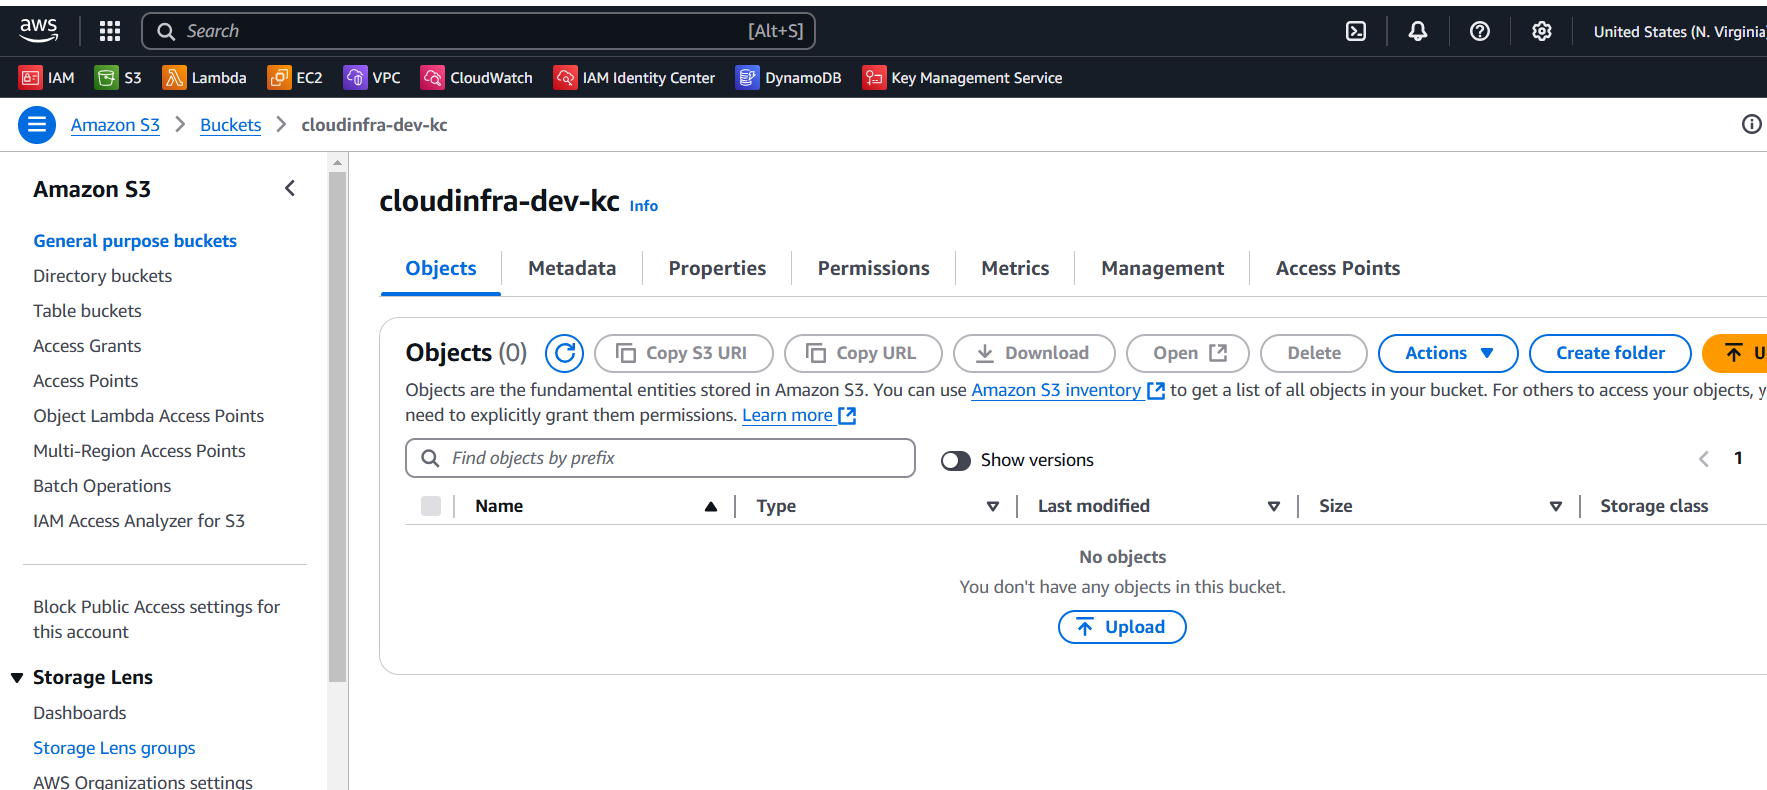 aws
Search [Alt+S]
United States (N. Virginia)
IAM S3 Lambda EC2 VPC CloudWatch IAM Identity Center DynamoDB Key Management Service
Amazon S3 > Buckets > cloudinfra-dev-kc
Amazon S3
General purpose buckets
Directory buckets
Table buckets
Access Grants
Access Points
Object Lambda Access Points
Multi-Region Access Points
Batch Operations
IAM Access Analyzer for S3
Block Public Access settings for
this account
Storage Lens
Dashboards
Storage Lens groups
AWS Organizations settings
cloudinfra-dev-kc Info
Objects Metadata Properties Permissions Metrics Management Access Points
Objects (0) Copy S3 URI Copy URL Download Open Delete Actions Create folder
Objects are the fundamental entities stored in Amazon S3. You can use Amazon S3 inventory to get a list of all objects in your bucket. For others to access your objects,
need to explicitly grant them permissions. Learn more
Find objects by prefix Show versions 1
Name Type Last modified Size Storage class
No objects
You don't have any objects in this bucket.
Upload